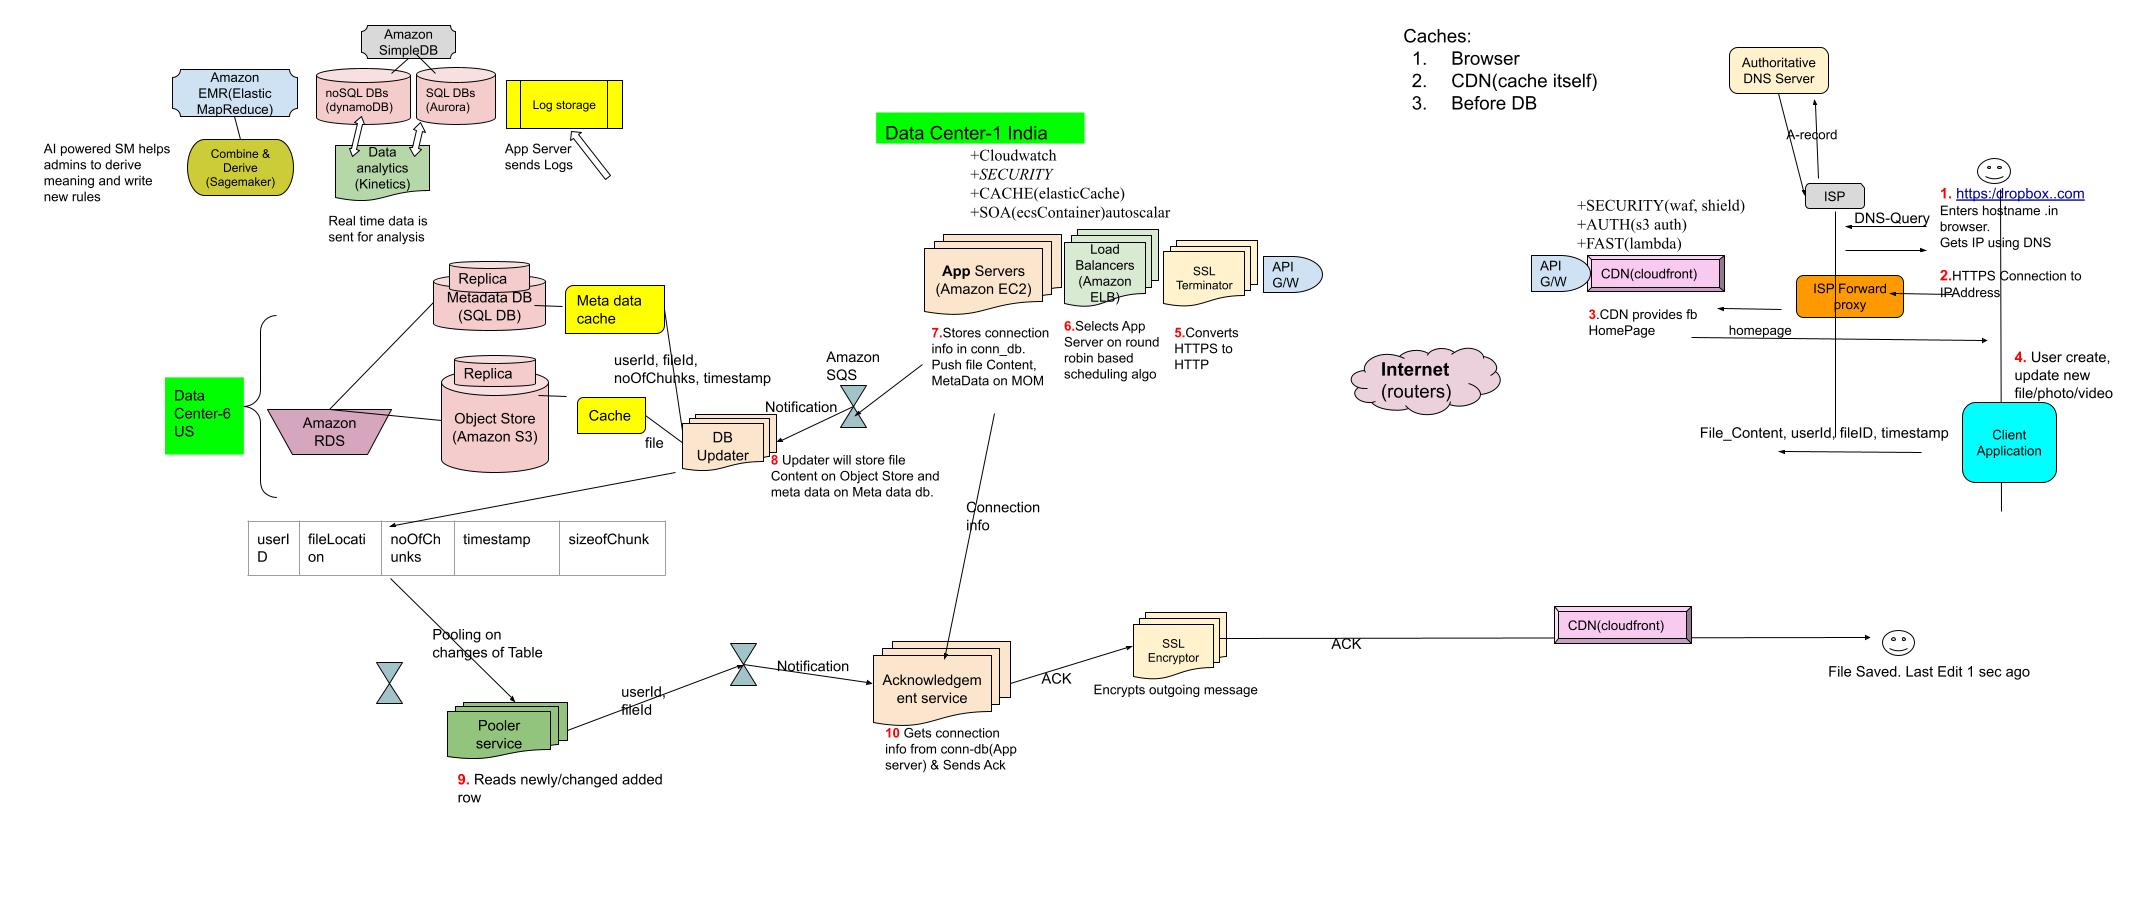 Amazon
SimpleDB
Amazon
EMR(Elastic
MapReduce)
noSQL DBs
(dynamoDB)
SQL DBs
(Aurora)
Log storage
AI powered SM helps
admins to derive
meaning and write
new rules
Combine &
Derive
(Sagemaker)
Data
analytics
(Kinetics)
App Server
sends Logs
Real time data is
sent for analysis
Data Center-1 India
+Cloudwatch
+SECURITY
+CACHE(elasticCache)
+SOA(ecsContainer)autoscalar
Caches:
1. Browser
2. CDN(cache itself)
3. Before DB
Authoritative
DNS Server
A-record
ISP
DNS-Query
1. https:/dropbox..com
Enters hostname .in
browser.
Gets IP using DNS
+SECURITY(waf, shield)
+AUTH(s3 auth)
+FAST(lambda)
API
G/W
CDN(cloudfront)
ISP Forward
proxy
2.HTTPS Connection to
IPAddress
3.CDN provides fb
HomePage
homepage
4. User create,
update new
file/photo/video
Client
Application
File_Content, userId, fileID, timestamp
Internet
(routers)
App Servers
(Amazon EC2)
Load
Balancers
(Amazon
ELB)
SSL
Terminator
API
G/W
7.Stores connection
info in conn_db.
Push file Content,
MetaData on MOM
6.Selects App
Server on round
robin based
scheduling algo
5.Converts
HTTPS to
HTTP
Replica
Metadata DB
(SQL DB)
Meta data
cache
userId, fileId,
noOfChunks, timestamp
Amazon
SQS
Notification
Data
Center-6
US
Amazon
RDS
Replica
Object Store
(Amazon S3)
Cache
file
DB
Updater
8 Updater will store file
Content on Object Store and
meta data on Meta data db.
Connection
info
userI
D
fileLocati
on
noOfCh
unks
timestamp
sizeofChunk
Pooling on
changes of Table
Pooler
service
9. Reads newly/changed added
row
userId,
fileId
Notification
Acknowledgem
ent service
10 Gets connection
info from conn-db(App
server) & Sends Ack
ACK
SSL
Encryptor
Encrypts outgoing message
ACK
CDN(cloudfront)
File Saved. Last Edit 1 sec ago